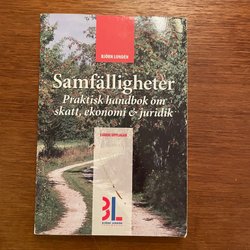 BJÖRN LUNDÉN
Samfälligheter
Praktisk handbok om
skatt, ekonomi & juridik
BL